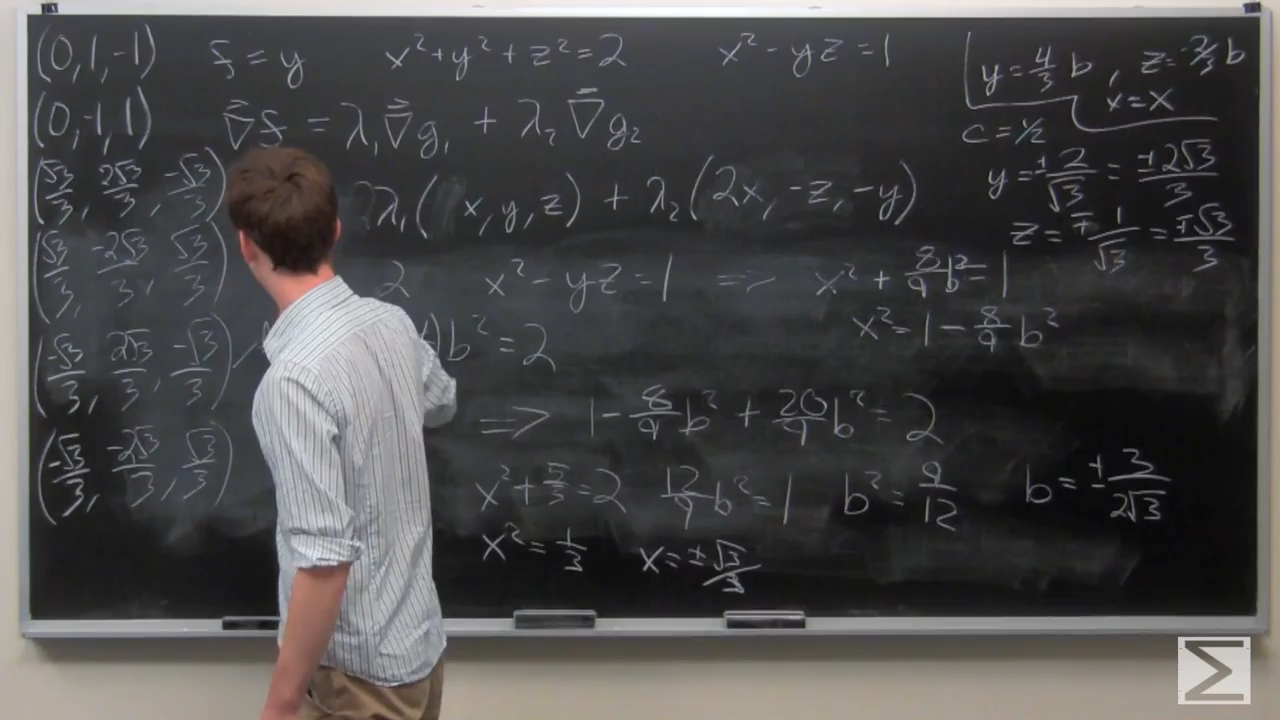 (0, 1, -1) f = y x² + y² + z² = 2 x² - yz = 1 y = 4/3 b, z = -2/3 b
x = x
(0, -1, 1) ∇f = λ₁∇g₁ + λ₂∇g₂ c = 1/2
(√3/3, 2√3/3, -√3/3) 2λ₁( x, y, z) + λ₂(2x, -z, -y) y = ±2/√3 = ±2√3/3
z = ∓1/√3 = ∓√3/3
(√3/3, -2√3/3, √3/3) 2 x² - yz = 1 => x² + 8/9 b² = 1
(-√3/3, 2√3/3, -√3/3) )b² = 2 x² = 1 - 8/9 b²
=> 1 - 8/9 b² + 20/9 b² = 2
(-√3/3, -2√3/3, √3/3) x² + 5/3 = 2 12/9 b² = 1 b² = 9/12 b = ± 3/2√3
x² = 1/3 x = ± √3/3
Σ